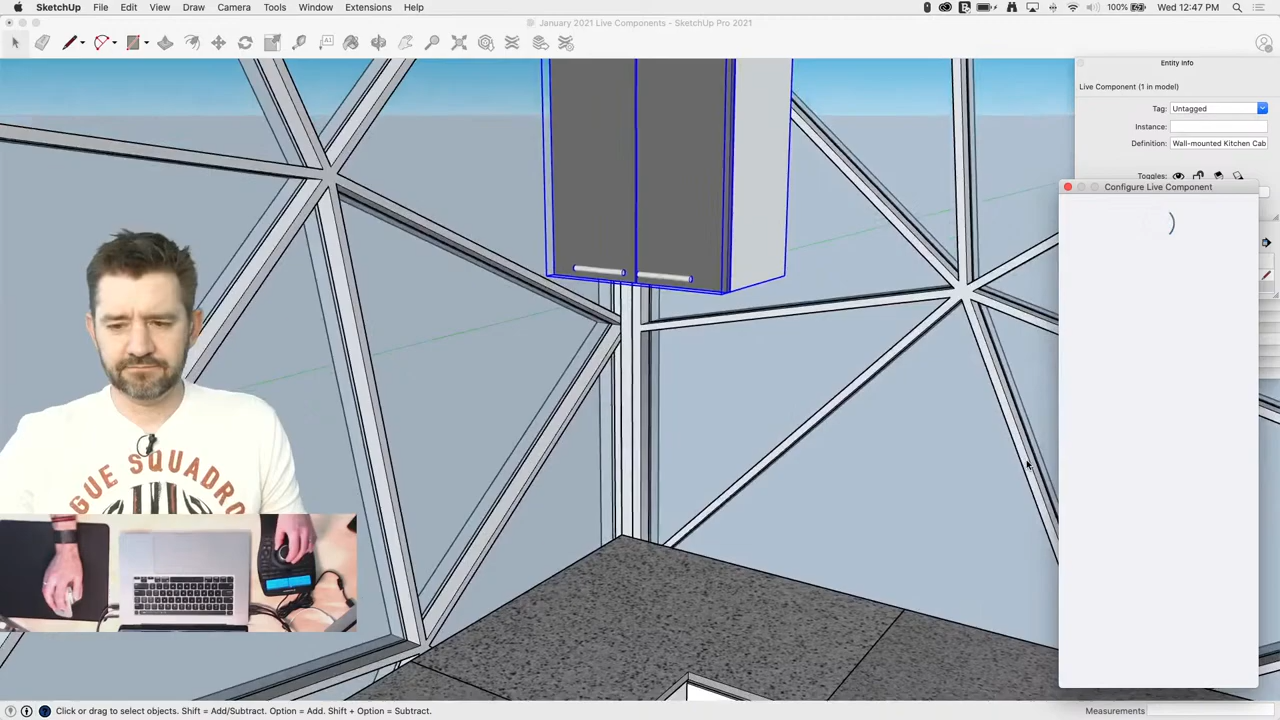 SketchUp File Edit View Draw Camera Tools Window Extensions Help 100% Wed 12:47 PM
January 2021 Live Components - SketchUp Pro 2021
Entity Info
Live Component (1 in model)
Tag: Untagged
Instance:
Definition: Wall-mounted Kitchen Cab
Toggles:
Configure Live Component
GUE SQUADRO
Click or drag to select objects. Shift = Add/Subtract. Option = Add. Shift + Option = Subtract.
Measurements